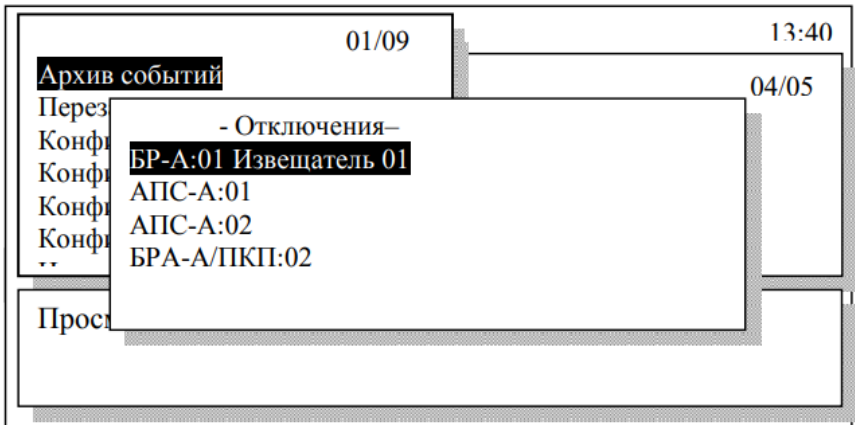 13:40
01/09
Архив событий
04/05
- Отключения–
БР-А:01 Извещатель 01
АПС-А:01
АПС-А:02
БРА-А/ПКП:02